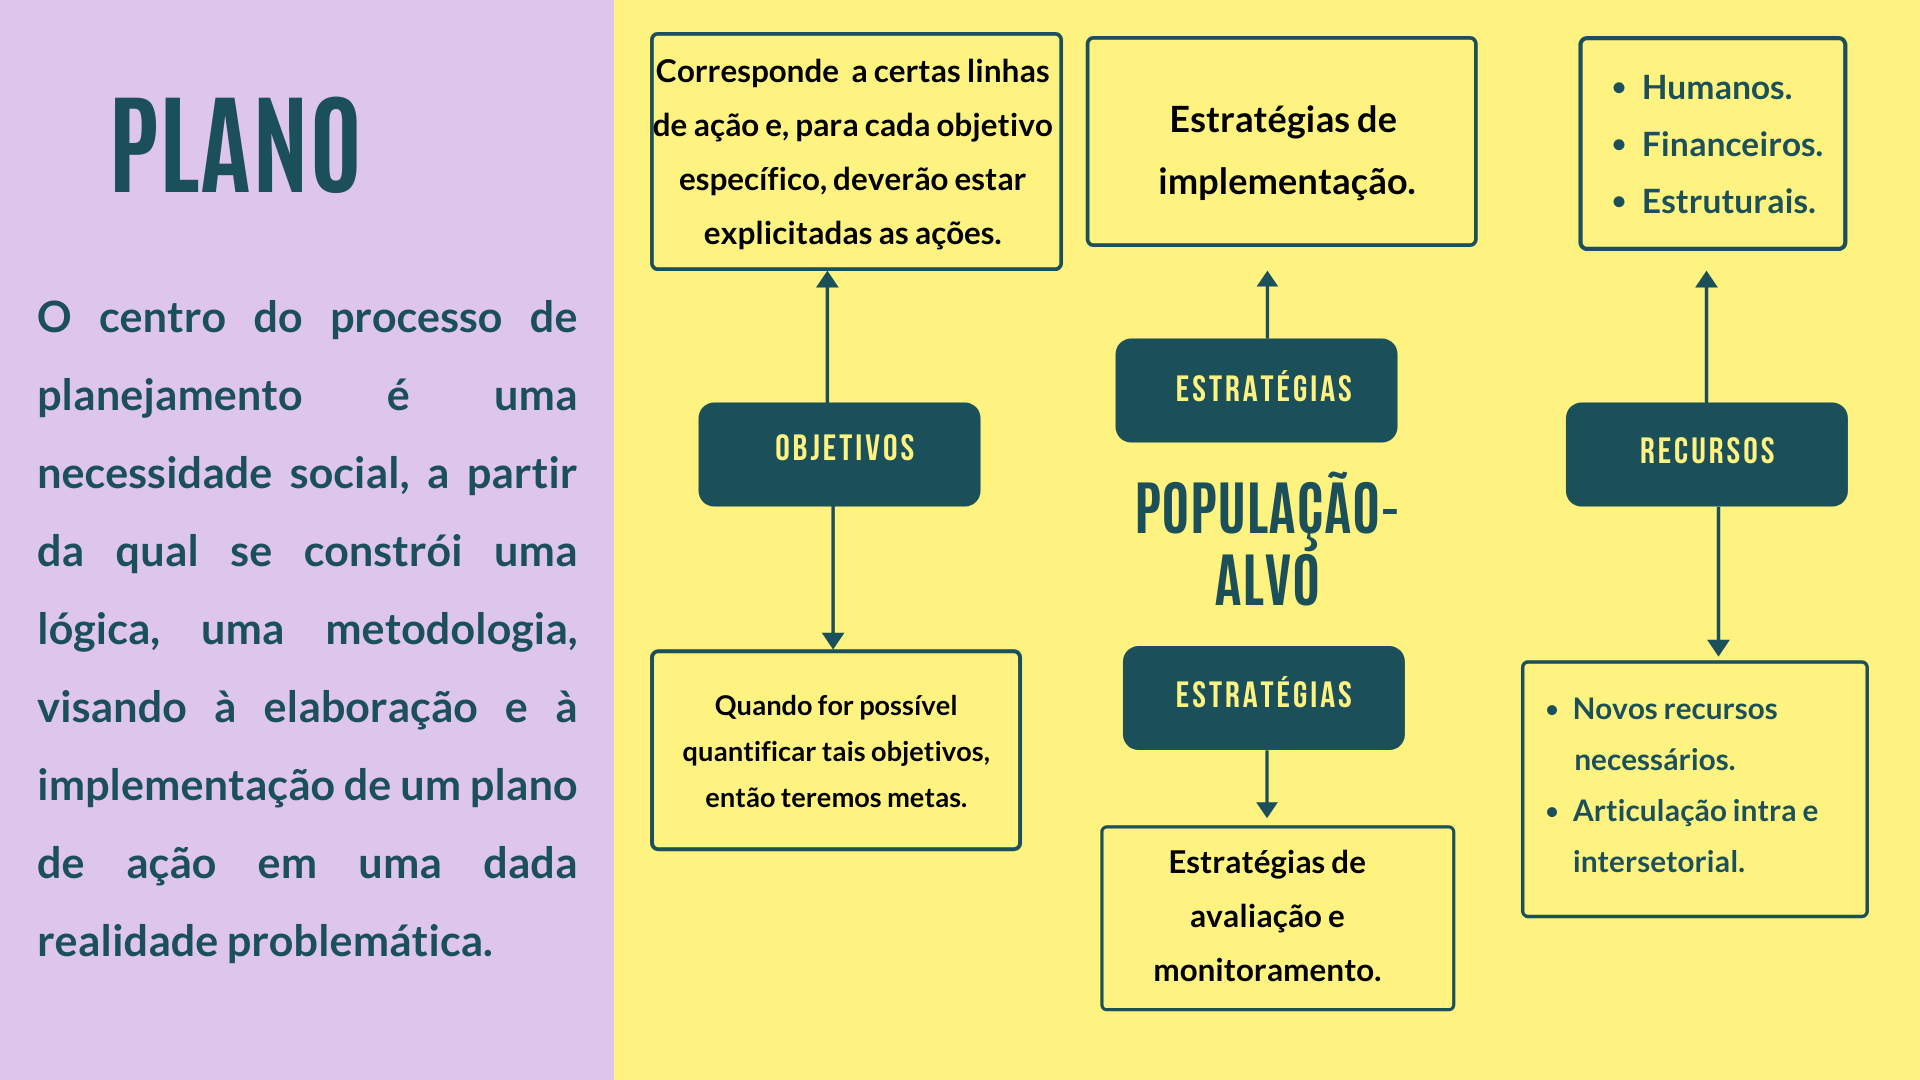 PLANO
O centro do processo de
planejamento é uma
necessidade social, a partir
da qual se constrói uma
lógica, uma metodologia,
visando à elaboração e à
implementação de um plano
de ação em uma dada
realidade problemática.
Corresponde a certas linhas
de ação e, para cada objetivo
específico, deverão estar
explicitadas as ações.
OBJETIVOS
Quando for possível
quantificar tais objetivos,
então teremos metas.
Estratégias de
implementação.
ESTRATÉGIAS
POPULAÇÃO-
ALVO
ESTRATÉGIAS
Estratégias de
avaliação e
monitoramento.
• Humanos.
• Financeiros.
• Estruturais.
RECURSOS
• Novos recursos
necessários.
• Articulação intra e
intersetorial.